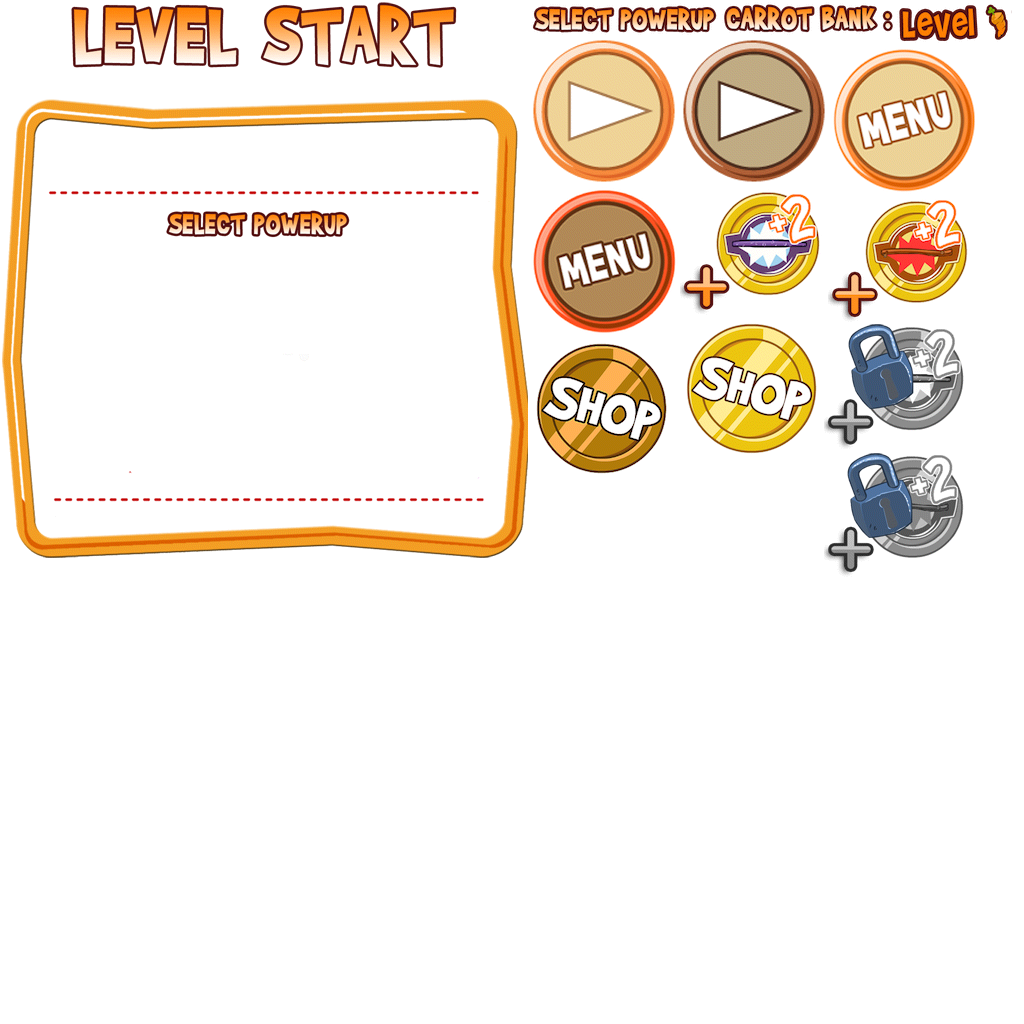 LEVEL START
SELECT POWERUP
SELECT POWERUP CARROT BANK : Level
MENU
MENU
+2
+2
SHOP
SHOP
+2
+2